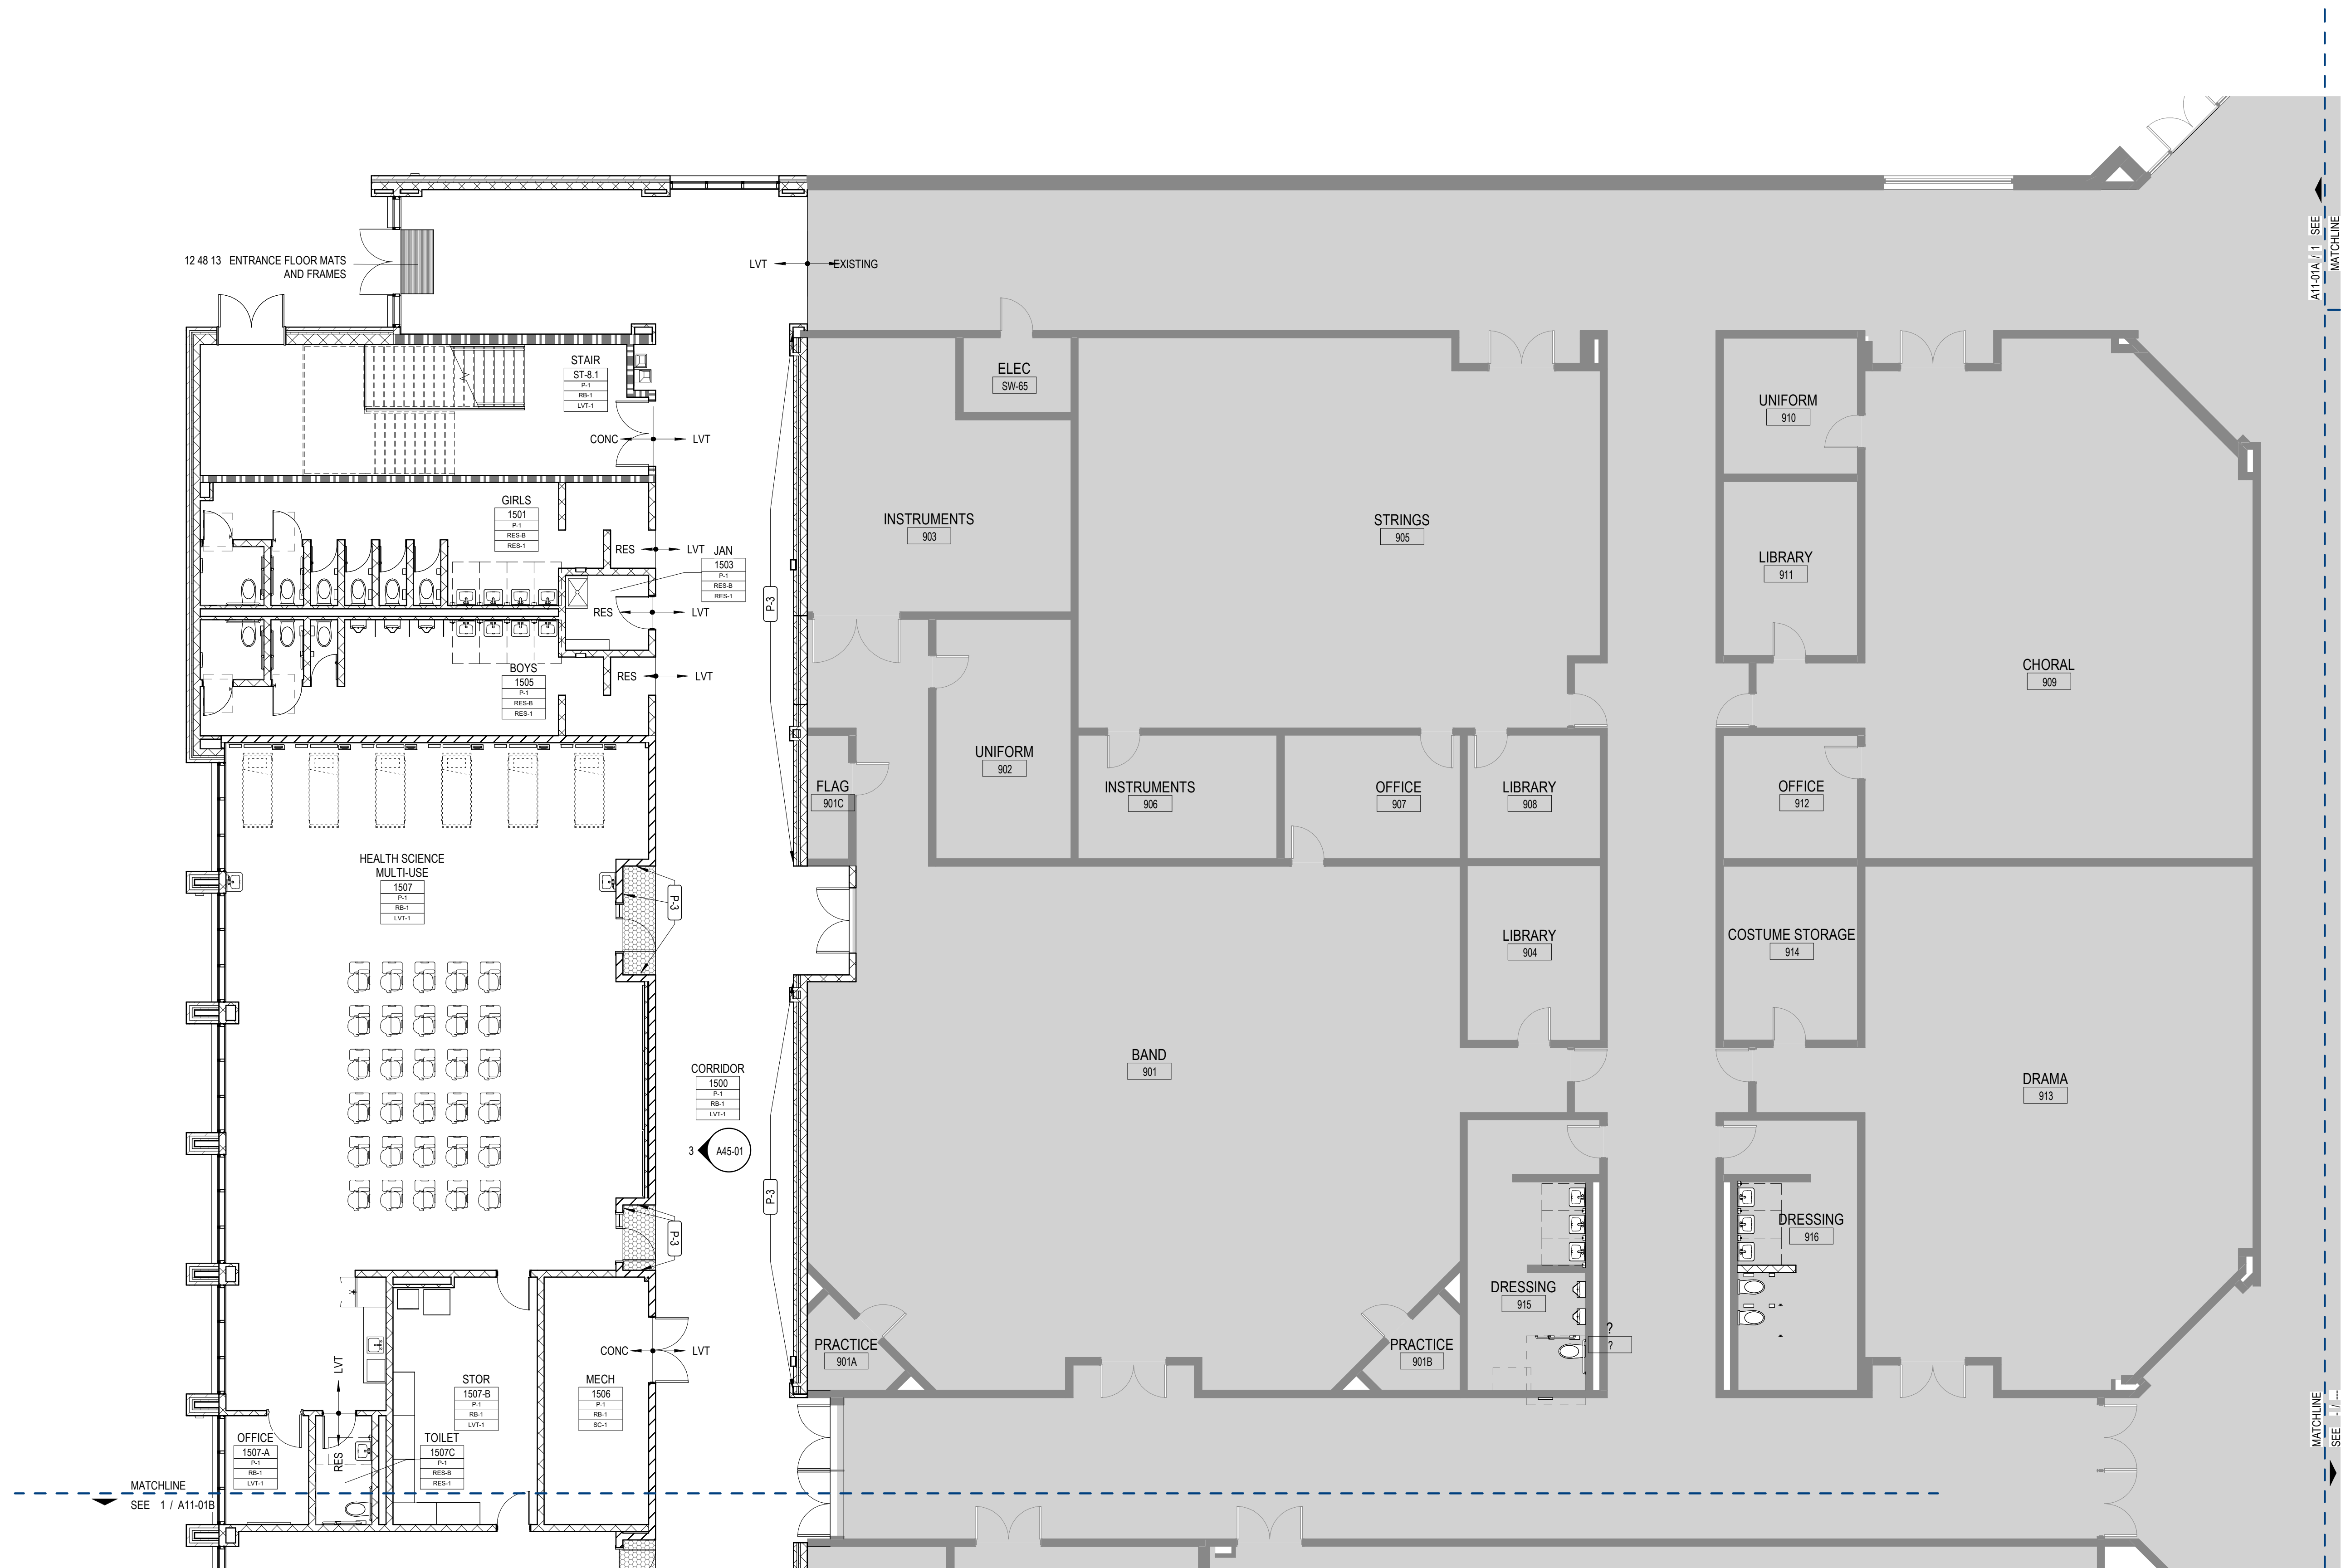 12 48 13 ENTRANCE FLOOR MATS
AND FRAMES
LVT
EXISTING
A11-01A / 1 SEE
MATCHLINE
STAIR
ST-8.1
P-1
RB-1
LVT-1
CONC
LVT
ELEC
SW-65
UNIFORM
910
GIRLS
1501
P-1
RES-B
RES-1
RES
LVT
JAN
1503
P-1
RES-B
RES-1
RES
LVT
P-3
INSTRUMENTS
903
STRINGS
905
LIBRARY
911
BOYS
1505
P-1
RES-B
RES-1
RES
LVT
CHORAL
909
UNIFORM
902
FLAG
901C
INSTRUMENTS
906
OFFICE
907
LIBRARY
908
OFFICE
912
HEALTH SCIENCE
MULTI-USE
1507
P-1
RB-1
LVT-1
P-3
LIBRARY
904
COSTUME STORAGE
914
CORRIDOR
1500
P-1
RB-1
LVT-1
3
A45-01
BAND
901
DRAMA
913
P-3
P-3
DRESSING
916
DRESSING
915
?
?
PRACTICE
901A
PRACTICE
901B
CONC
LVT
LVT
RES
STOR
1507-B
P-1
RB-1
LVT-1
MECH
1506
P-1
RB-1
SC-1
OFFICE
1507-A
P-1
RB-1
LVT-1
TOILET
1507C
P-1
RES-B
RES-1
MATCHLINE
SEE 1 / A11-01B
MATCHLINE
SEE - / ---